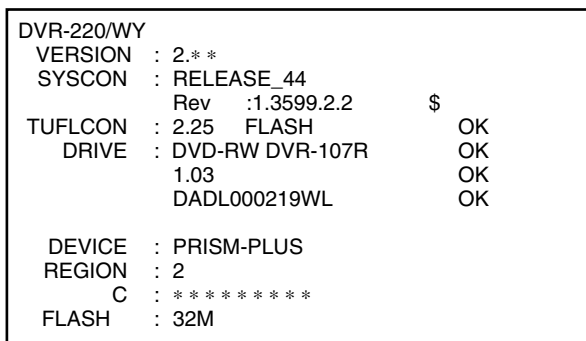 DVR-220/WY
VERSION : 2.**
SYSCON : RELEASE_44
Rev :1.3599.2.2 $
TUFLCON : 2.25 FLASH OK
DRIVE : DVD-RW DVR-107R OK
1.03 OK
DADL000219WL OK
DEVICE : PRISM-PLUS
REGION : 2
C : *********
FLASH : 32M